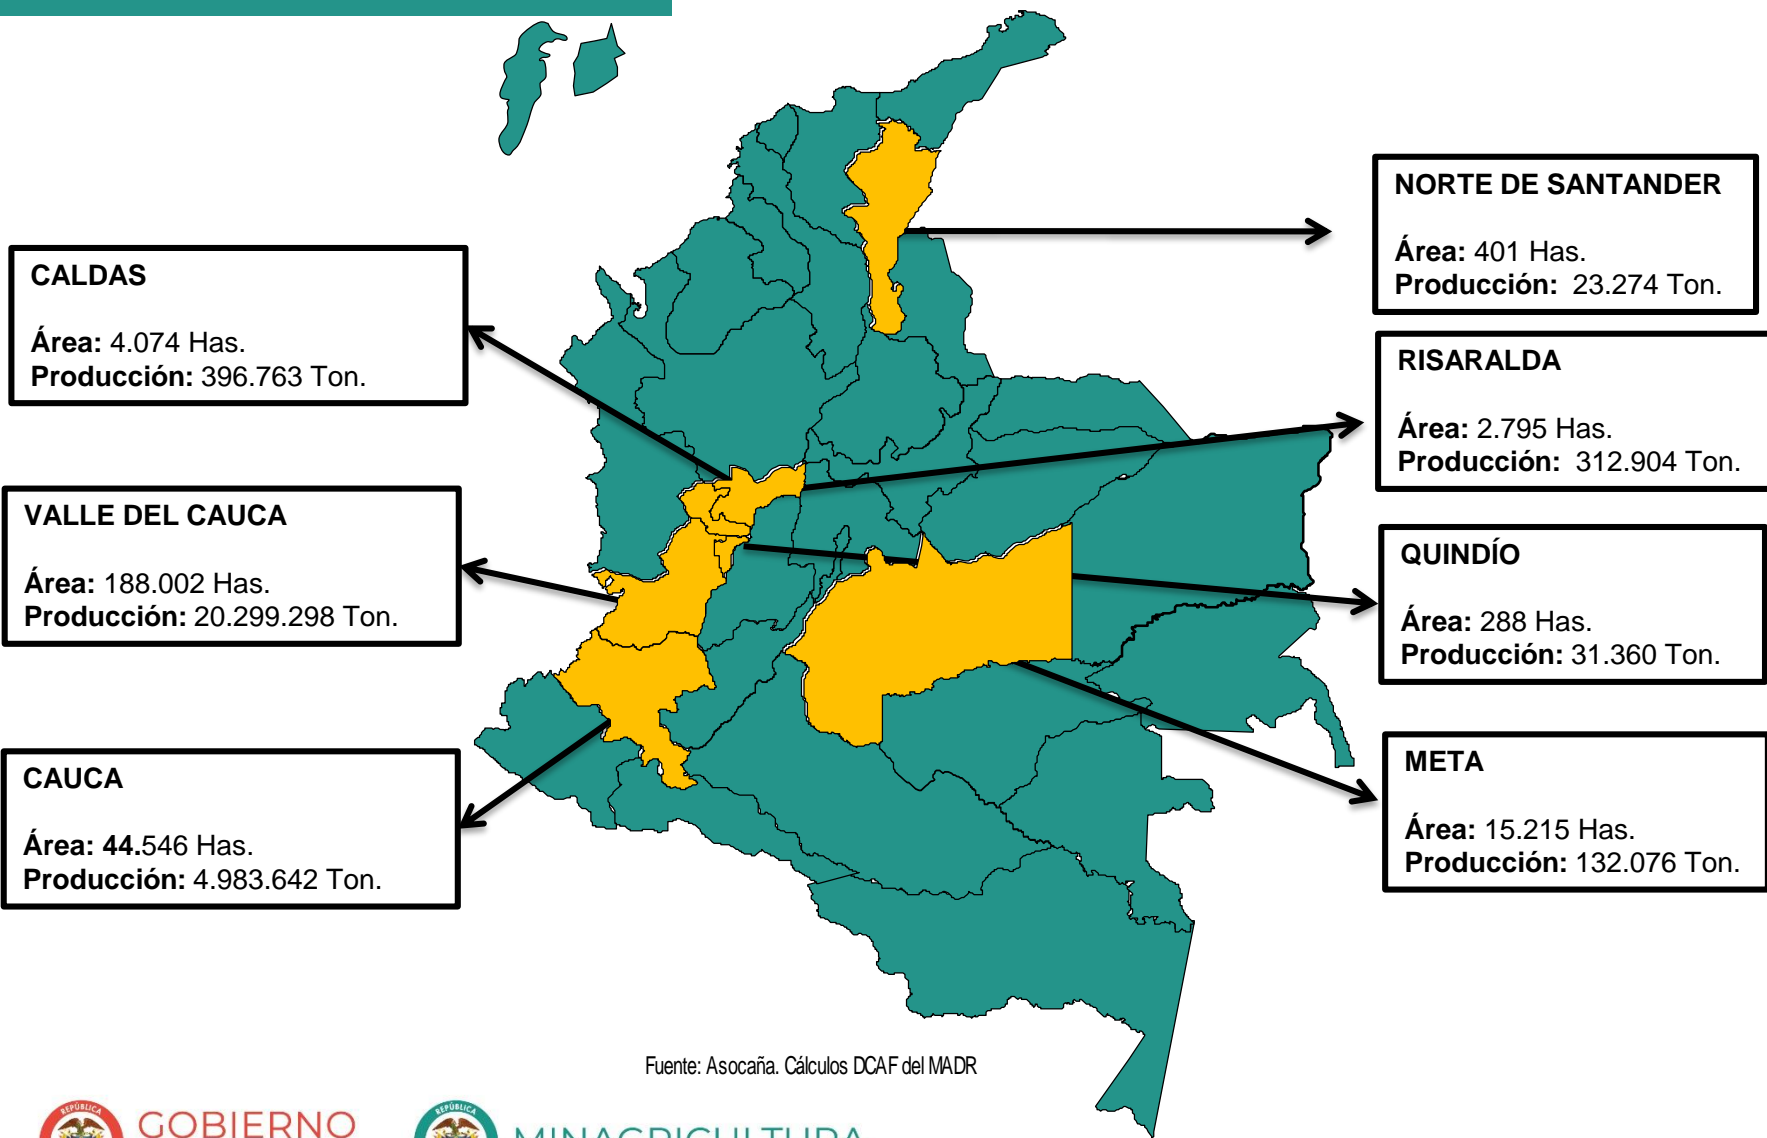 NORTE DE SANTANDER
Área: 401 Has.
Producción: 23.274 Ton.
CALDAS
Área: 4.074 Has.
Producción: 396.763 Ton.
RISARALDA
Área: 2.795 Has.
Producción: 312.904 Ton.
VALLE DEL CAUCA
Área: 188.002 Has.
Producción: 20.299.298 Ton.
QUINDÍO
Área: 288 Has.
Producción: 31.360 Ton.
CAUCA
Área: 44.546 Has.
Producción: 4.983.642 Ton.
META
Área: 15.215 Has.
Producción: 132.076 Ton.
Fuente: Asocaña. Cálculos DCAF del MADR
REPÚBLICA
GOBIERNO
REPÚBLICA
MINAGRICULTURA